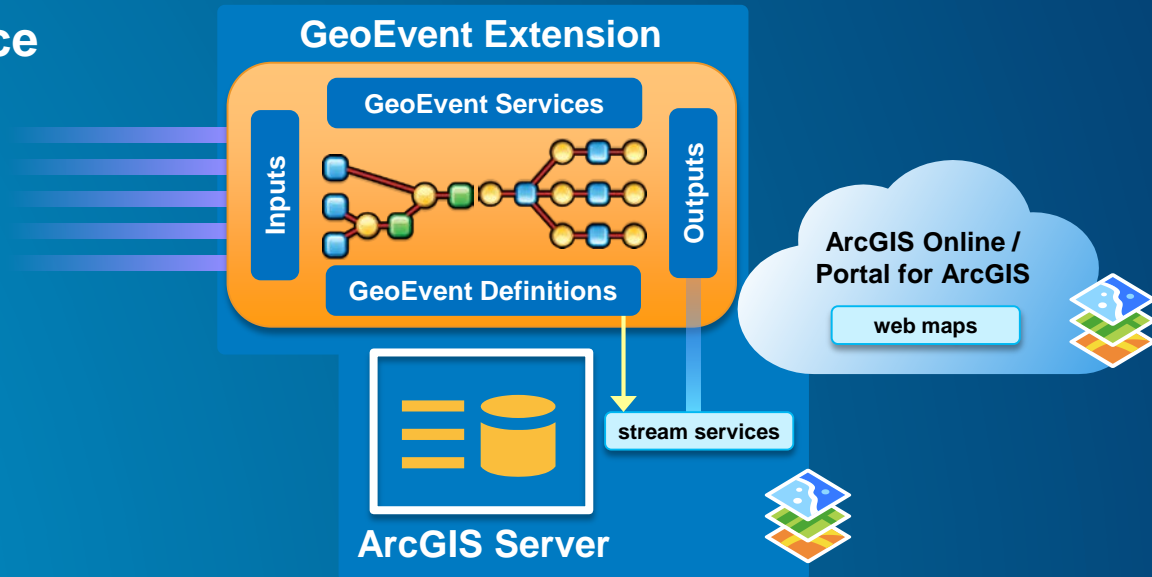 ce
GeoEvent Extension
GeoEvent Services
Inputs
Outputs
GeoEvent Definitions
ArcGIS Online /
Portal for ArcGIS
web maps
stream services
ArcGIS Server